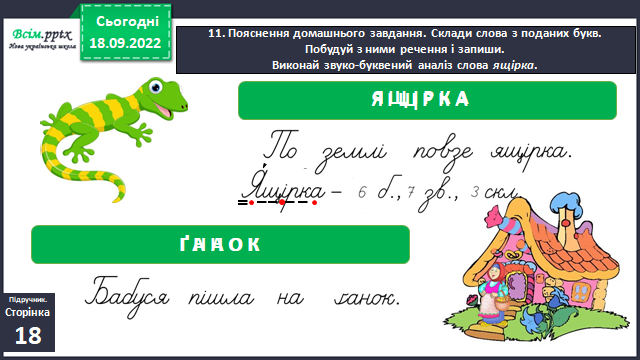 Всім.pptx
Нова українська школа
Сьогодні
18.09.2022
11. Пояснення домашнього завдання. Склади слова з поданих букв.
Побудуй з ними речення і запиши.
Виконай звуко-буквений аналіз слова ящірка.
По землі повзе ящірка.
Ящірка – 6 б., 7 зв., 3 скл.
Бабуся пішла на ґанок.
Підручник.
Сторінка
18